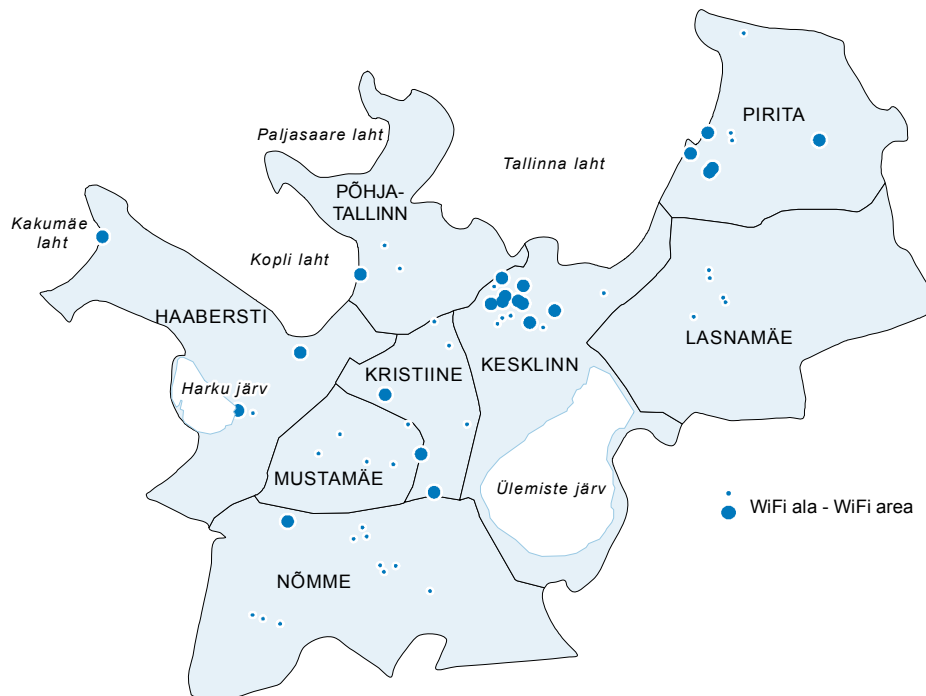 PIRITA
Paljasaare laht
Tallinna laht
PÕHJA-
TALLINN
Kakumäe
laht
Kopli laht
HAABERSTI
LASNAMÄE
KRISTIINE
KESKLINN
Harku järv
MUSTAMÄE
Ülemiste järv
WiFi ala - WiFi area
NÕMME